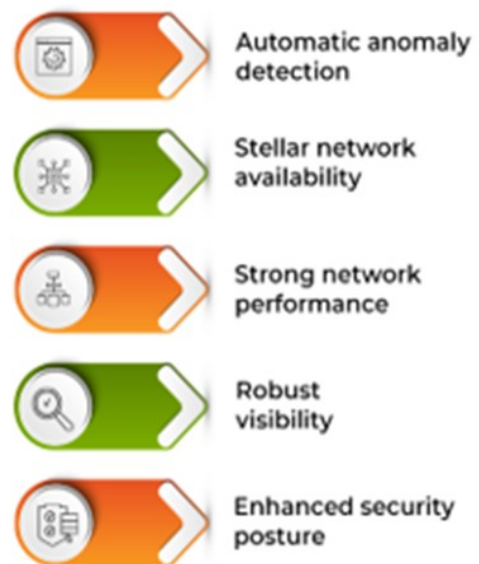 Automatic anomaly
detection
Stellar network
availability
Strong network
performance
Robust
visibility
Enhanced security
posture